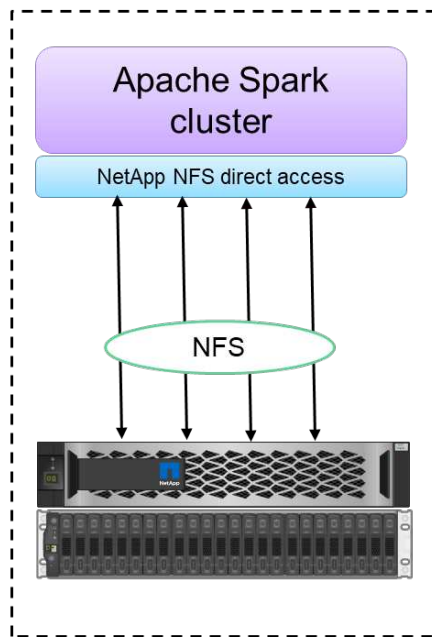 Apache Spark
cluster
NetApp NFS direct access
NFS
NetApp